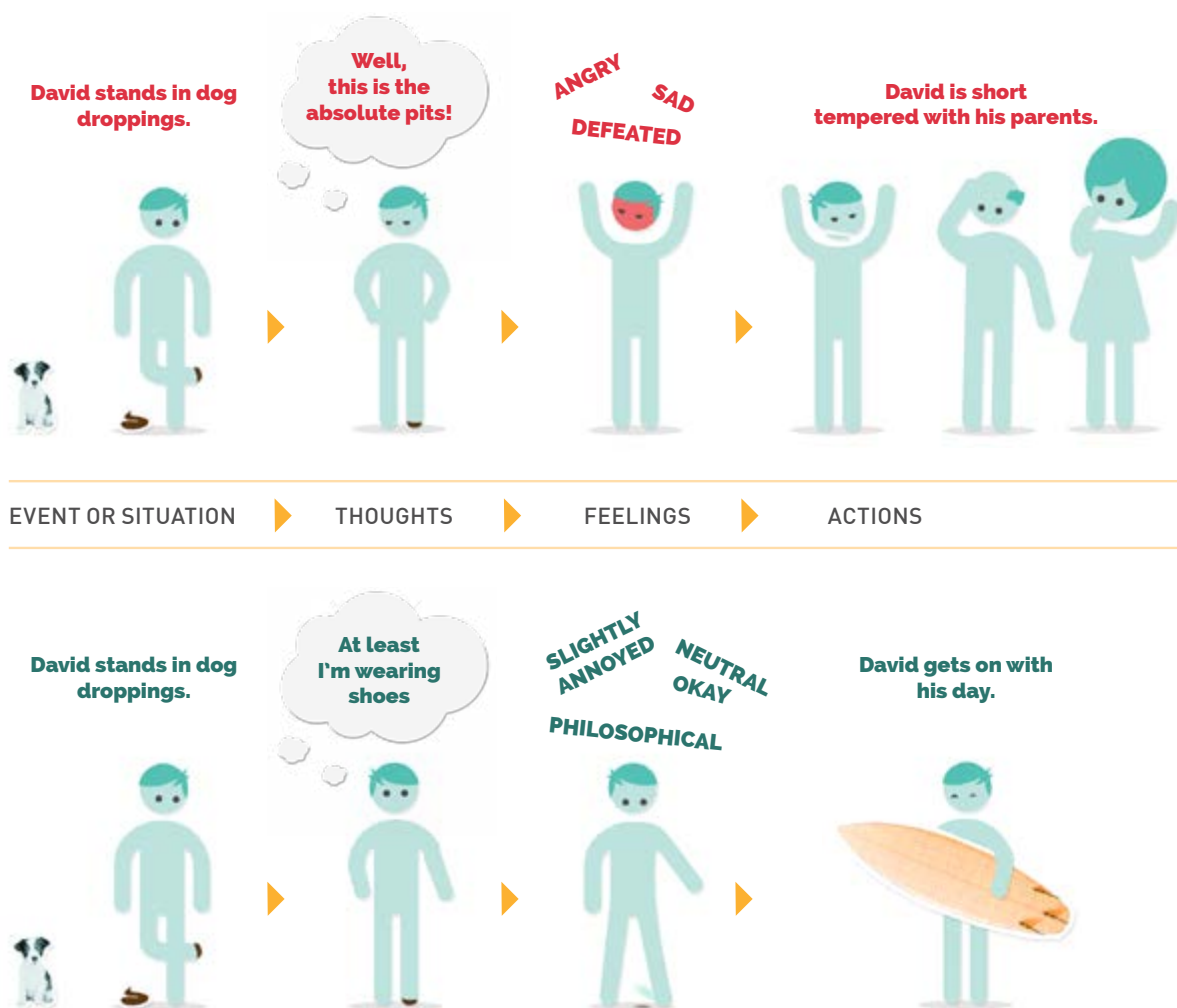 David stands in dog
droppings.
Well,
this is the
absolute pits!
ANGRY
SAD
DEFEATED
David is short
tempered with his parents.
EVENT OR SITUATION
THOUGHTS
FEELINGS
ACTIONS
David stands in dog
droppings.
At least
I'm wearing
shoes
SLIGHTLY
ANNOYED
NEUTRAL
OKAY
PHILOSOPHICAL
David gets on with
his day.